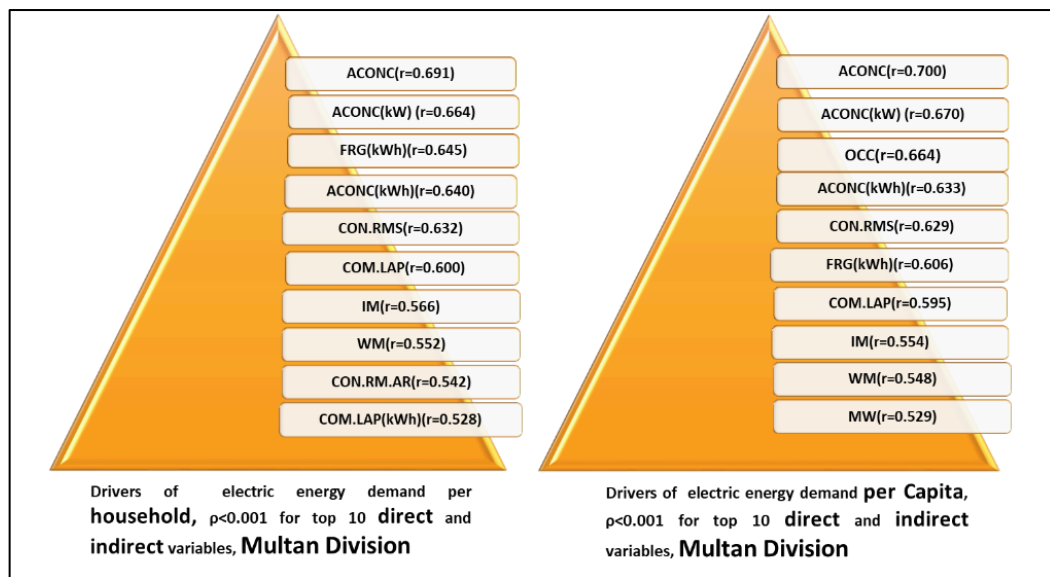 ACONC(r=0.691)
ACONC(kW) (r=0.664)
FRG(kWh)(r=0.645)
ACONC(kWh)(r=0.640)
CON.RMS(r=0.632)
COM.LAP(r=0.600)
IM(r=0.566)
WM(r=0.552)
CON.RM.AR(r=0.542)
COM.LAP(kWh)(r=0.528)
Drivers of electric energy demand per
household, ρ<0.001 for top 10 direct and
indirect variables, Multan Division
ACONC(r=0.700)
ACONC(kW) (r=0.670)
OCC(r=0.664)
ACONC(kWh)(r=0.633)
CON.RMS(r=0.629)
FRG(kWh)(r=0.606)
COM.LAP(r=0.595)
IM(r=0.554)
WM(r=0.548)
MW(r=0.529)
Drivers of electric energy demand per Capita,
ρ<0.001 for top 10 direct and indirect
variables, Multan Division